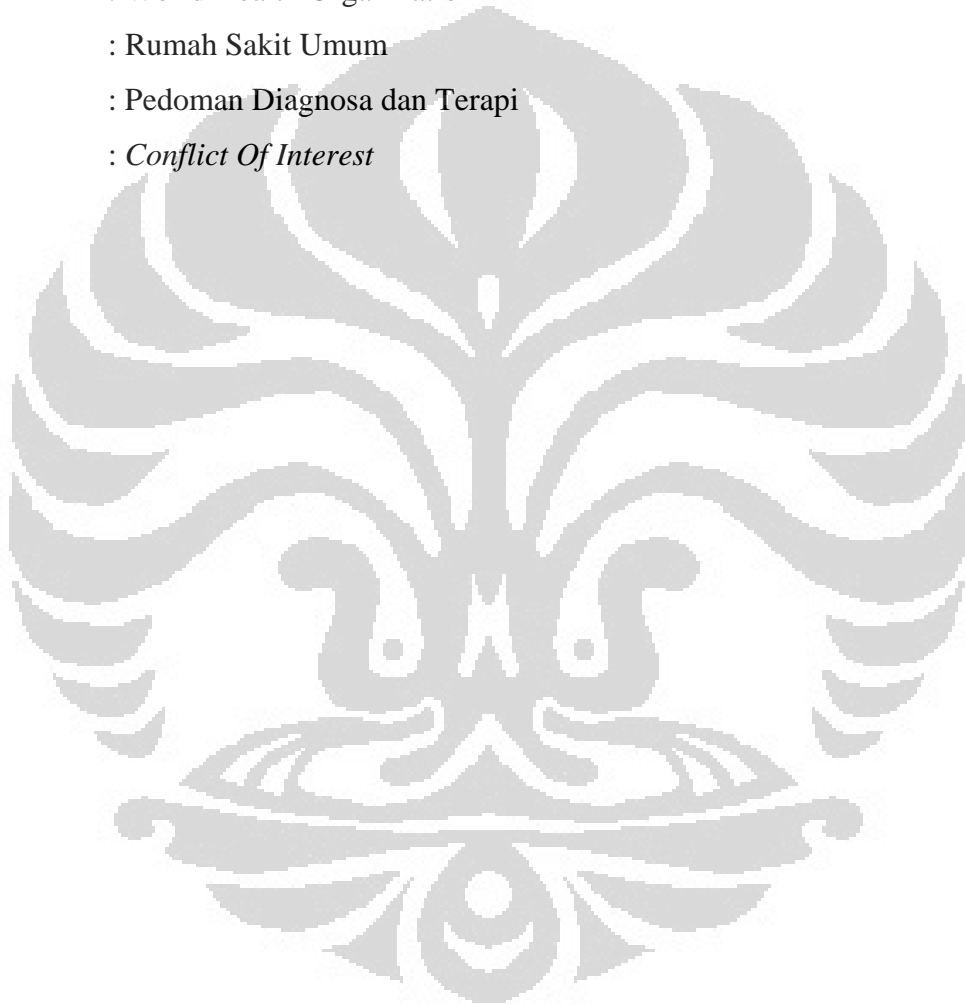 : Rumah Sakit Umum
: Pedoman Diagnosa dan Terapi
: Conflict Of Interest